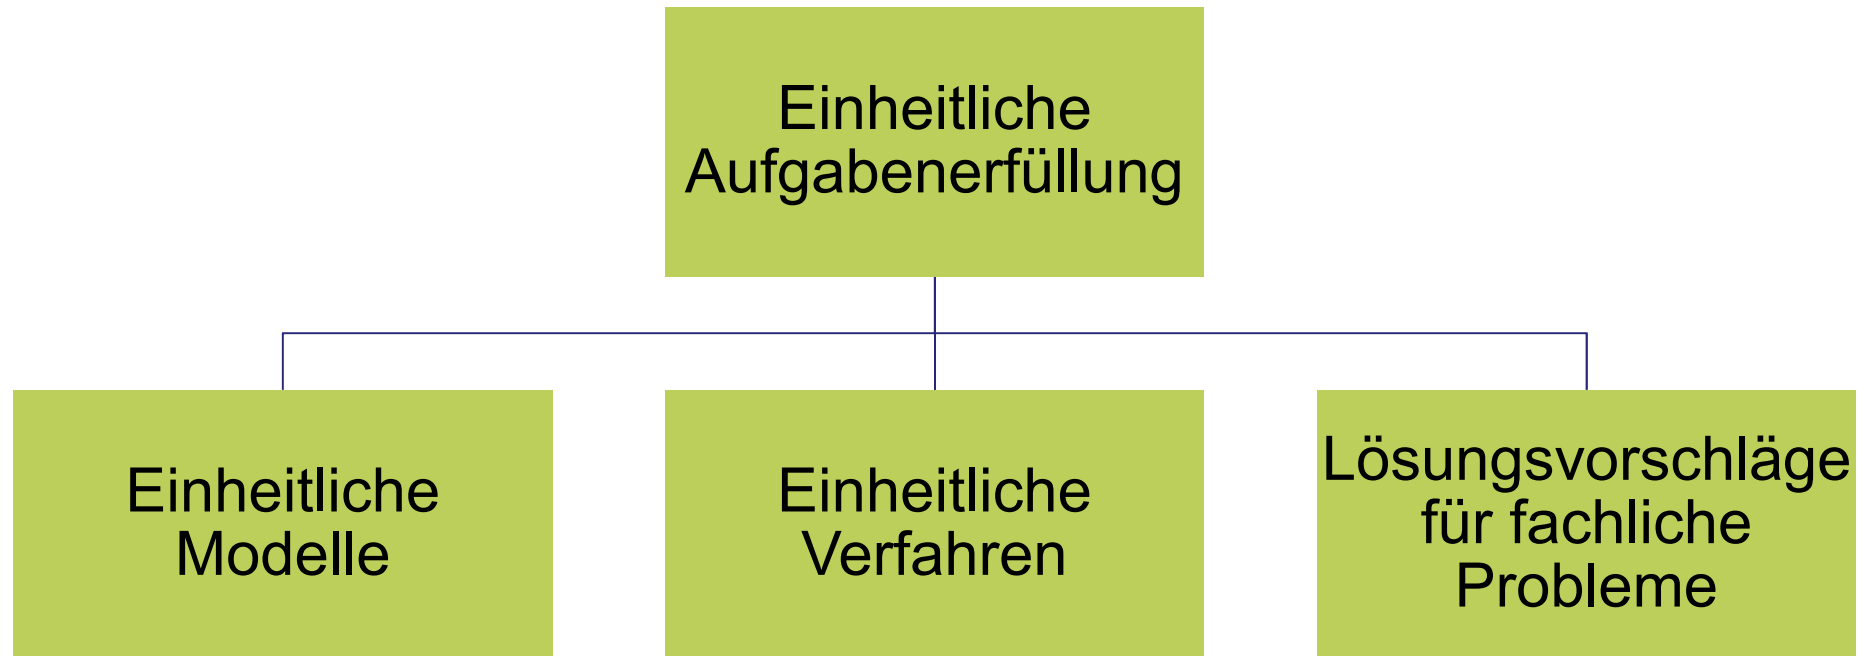 Einheitliche
Aufgabenerfüllung
Einheitliche
Modelle
Einheitliche
Verfahren
Lösungsvorschläge
für fachliche
Probleme